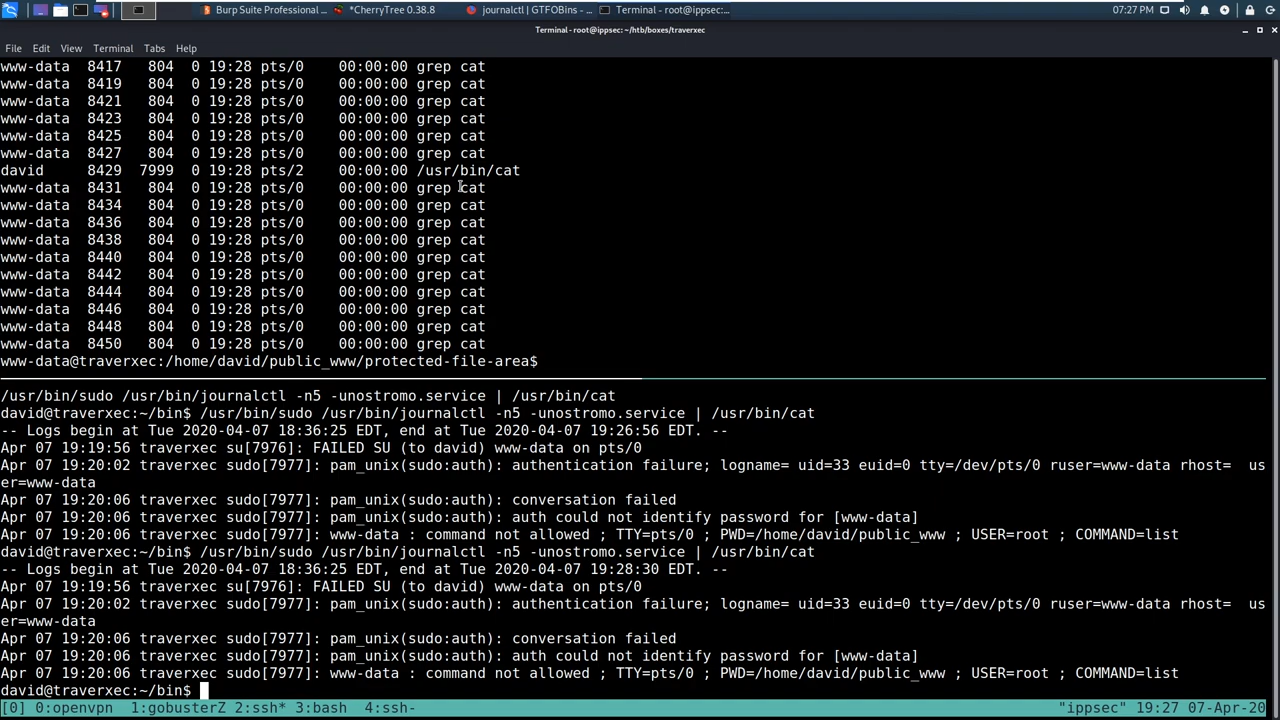 Burp Suite Professional ...
*CherryTree 0.38.8
journalctl | GTFOBins - ...
Terminal - root@ippsec:...
07:27 PM
Terminal - root@ippsec: ~/htb/boxes/traverxec
File Edit View Terminal Tabs Help
www-data  8417   804  0 19:28 pts/0    00:00:00 grep cat
www-data  8419   804  0 19:28 pts/0    00:00:00 grep cat
www-data  8421   804  0 19:28 pts/0    00:00:00 grep cat
www-data  8423   804  0 19:28 pts/0    00:00:00 grep cat
www-data  8425   804  0 19:28 pts/0    00:00:00 grep cat
www-data  8427   804  0 19:28 pts/0    00:00:00 grep cat
david     8429  7999  0 19:28 pts/2    00:00:00 /usr/bin/cat
www-data  8431   804  0 19:28 pts/0    00:00:00 grep cat
www-data  8434   804  0 19:28 pts/0    00:00:00 grep cat
www-data  8436   804  0 19:28 pts/0    00:00:00 grep cat
www-data  8438   804  0 19:28 pts/0    00:00:00 grep cat
www-data  8440   804  0 19:28 pts/0    00:00:00 grep cat
www-data  8442   804  0 19:28 pts/0    00:00:00 grep cat
www-data  8444   804  0 19:28 pts/0    00:00:00 grep cat
www-data  8446   804  0 19:28 pts/0    00:00:00 grep cat
www-data  8448   804  0 19:28 pts/0    00:00:00 grep cat
www-data  8450   804  0 19:28 pts/0    00:00:00 grep cat
www-data@traverxec:/home/david/public_www/protected-file-area$
/usr/bin/sudo /usr/bin/journalctl -n5 -unostromo.service | /usr/bin/cat
david@traverxec:~/bin$ /usr/bin/sudo /usr/bin/journalctl -n5 -unostromo.service | /usr/bin/cat
-- Logs begin at Tue 2020-04-07 18:36:25 EDT, end at Tue 2020-04-07 19:26:56 EDT. --
Apr 07 19:19:56 traverxec su[7976]: FAILED SU (to david) www-data on pts/0
Apr 07 19:20:02 traverxec sudo[7977]: pam_unix(sudo:auth): authentication failure; logname= uid=33 euid=0 tty=/dev/pts/0 ruser=www-data rhost=  us
er=www-data
Apr 07 19:20:06 traverxec sudo[7977]: pam_unix(sudo:auth): conversation failed
Apr 07 19:20:06 traverxec sudo[7977]: pam_unix(sudo:auth): auth could not identify password for [www-data]
Apr 07 19:20:06 traverxec sudo[7977]: www-data : command not allowed ; TTY=pts/0 ; PWD=/home/david/public_www ; USER=root ; COMMAND=list
david@traverxec:~/bin$ /usr/bin/sudo /usr/bin/journalctl -n5 -unostromo.service | /usr/bin/cat
-- Logs begin at Tue 2020-04-07 18:36:25 EDT, end at Tue 2020-04-07 19:28:30 EDT. --
Apr 07 19:19:56 traverxec su[7976]: FAILED SU (to david) www-data on pts/0
Apr 07 19:20:02 traverxec sudo[7977]: pam_unix(sudo:auth): authentication failure; logname= uid=33 euid=0 tty=/dev/pts/0 ruser=www-data rhost=  us
er=www-data
Apr 07 19:20:06 traverxec sudo[7977]: pam_unix(sudo:auth): conversation failed
Apr 07 19:20:06 traverxec sudo[7977]: pam_unix(sudo:auth): auth could not identify password for [www-data]
Apr 07 19:20:06 traverxec sudo[7977]: www-data : command not allowed ; TTY=pts/0 ; PWD=/home/david/public_www ; USER=root ; COMMAND=list
david@traverxec:~/bin$
[0] 0:openvpn  1:gobusterZ 2:ssh* 3:bash  4:ssh-
"ippsec" 19:27 07-Apr-20